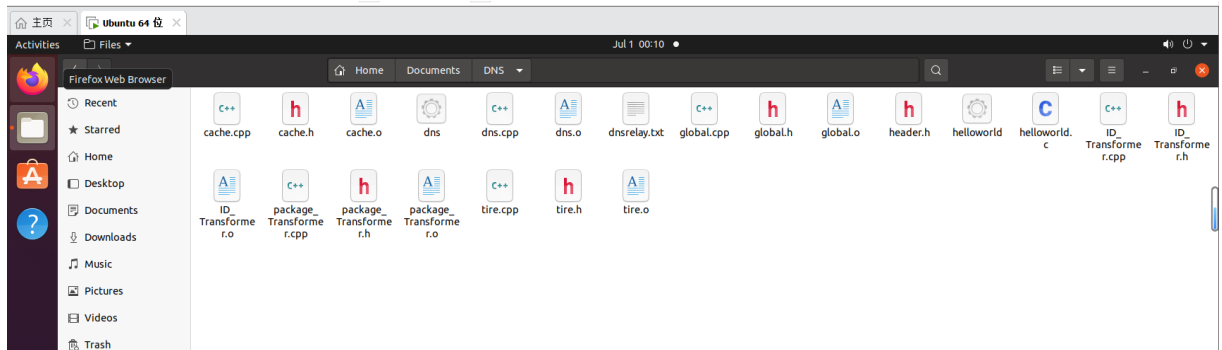 主页
Ubuntu 64 位
Activities
Files
Jul 1 00:10
Firefox Web Browser
Home
Documents
DNS
Recent
Starred
Home
Desktop
Documents
Downloads
Music
Pictures
Videos
Trash
C++
cache.cpp
h
cache.h
A
cache.o
dns
C++
dns.cpp
A
dns.o
dnsrelay.txt
C++
global.cpp
h
global.h
A
global.o
h
header.h
helloworld
C
helloworld.
c
C++
ID_
Transforme
r.cpp
h
ID_
Transforme
r.h
A
ID_
Transforme
r.o
C++
package_
Transforme
r.cpp
h
package_
Transforme
r.h
A
package_
Transforme
r.o
C++
tire.cpp
h
tire.h
A
tire.o